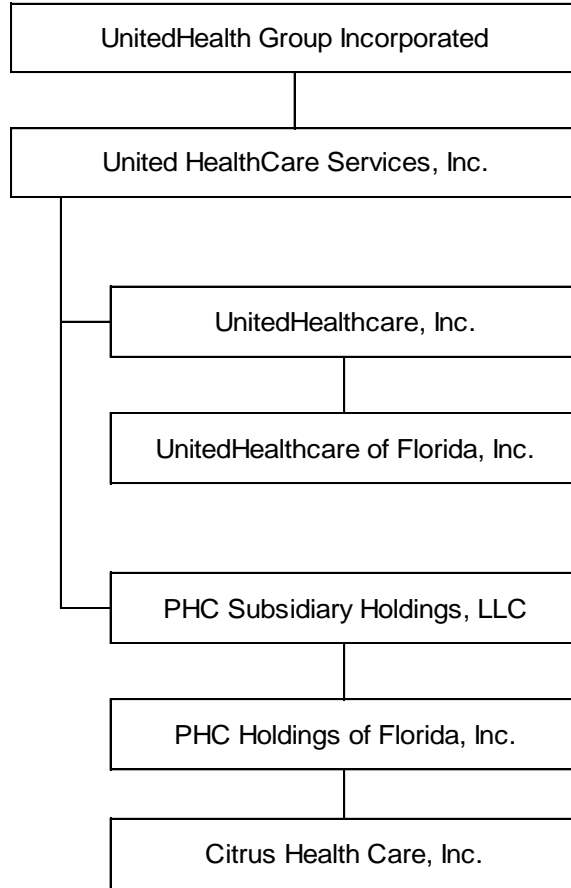 UnitedHealth Group Incorporated
United HealthCare Services, Inc.
UnitedHealthcare, Inc.
UnitedHealthcare of Florida, Inc.
PHC Subsidiary Holdings, LLC
PHC Holdings of Florida, Inc.
Citrus Health Care, Inc.